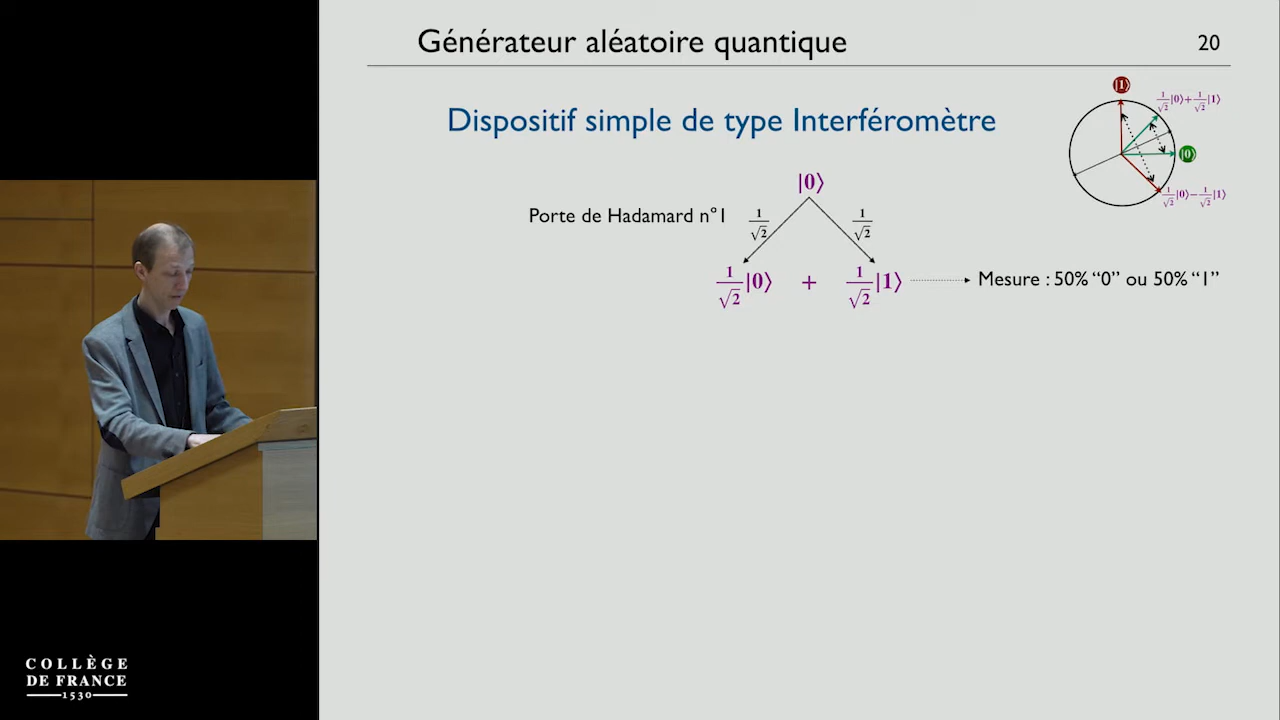 Générateur aléatoire quantique
20
Dispositif simple de type Interféromètre
|1⟩
1/√2|0⟩+1/√2|1⟩
|0⟩
1/√2|0⟩−1/√2|1⟩
|0⟩
Porte de Hadamard n°1 1/√2 1/√2
1/√2|0⟩ + 1/√2|1⟩ Mesure : 50% “0” ou 50% “1”
COLLÈGE
DE FRANCE
1530